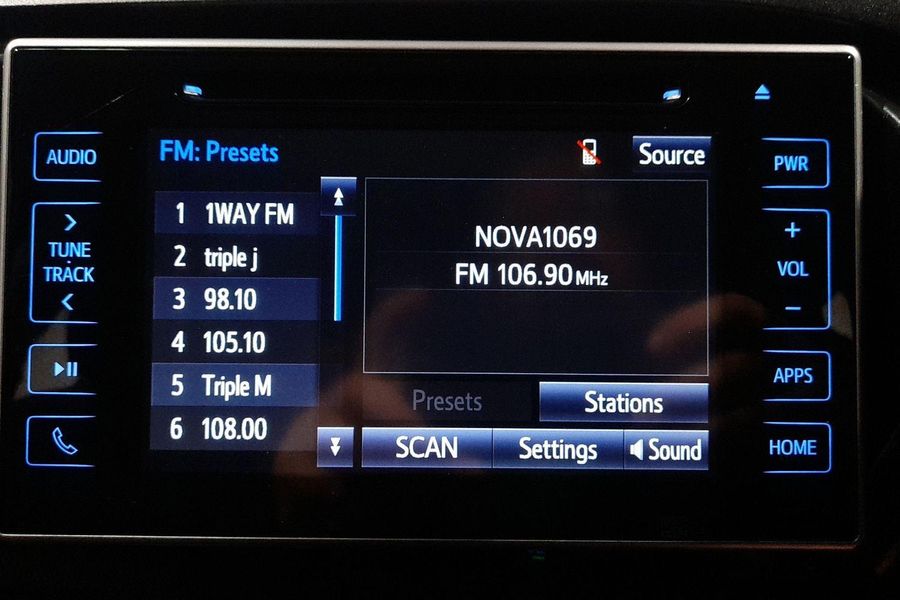 AUDIO
TUNE
TRACK
FM: Presets
Source
1 1WAY FM
2 triple j
3 98.10
4 105.10
5 Triple M
6 108.00
NOVA1069
FM 106.90 MHz
Presets
Stations
SCAN
Settings
Sound
PWR
+
VOL
−
APPS
HOME